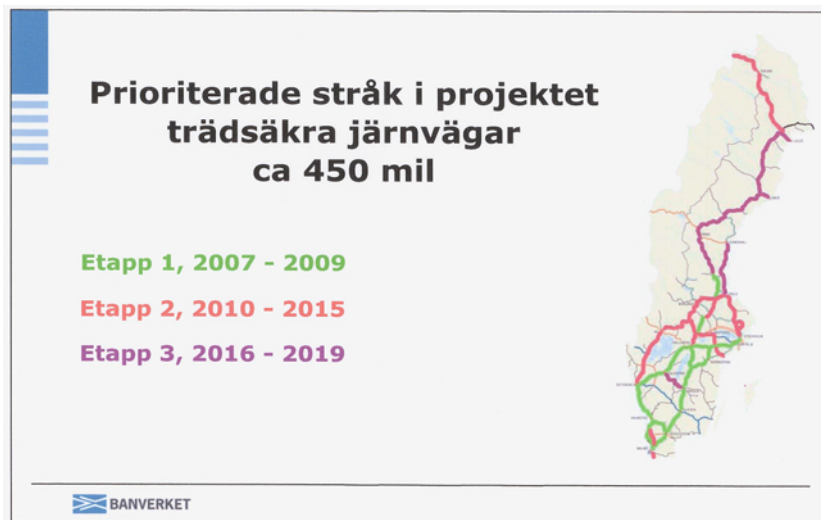 Prioriterade stråk i projektet
trädsäkra järnvägar
ca 450 mil
Etapp 1, 2007 - 2009
Etapp 2, 2010 - 2015
Etapp 3, 2016 - 2019
BANVERKET